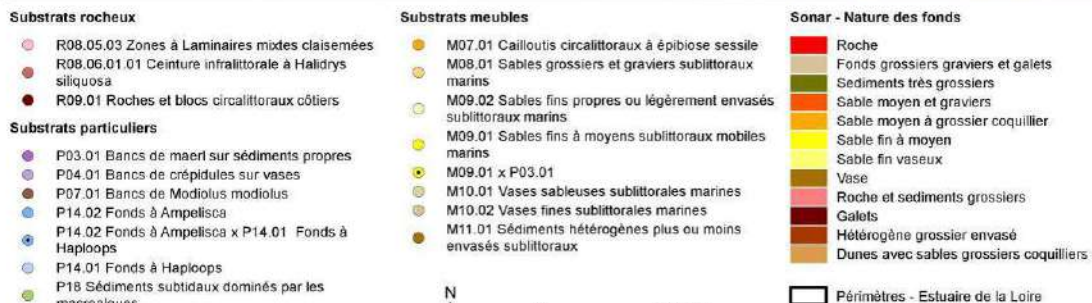 Substrats rocheux
R08.05.03 Zones à Laminaires mixtes claisemées
R08.06.01.01 Ceinture infralittorale à Halidrys
siliquosa
R09.01 Roches et blocs circalittoraux côtiers
Substrats particuliers
P03.01 Bancs de maerl sur sédiments propres
P04.01 Bancs de crépidules sur vases
P07.01 Bancs de Modiolus modiolus
P14.02 Fonds à Ampelisca
P14.02 Fonds à Ampelisca x P14.01 Fonds à
Haploops
P14.01 Fonds à Haploops
P18 Sédiments subtidaux dominés par les
macroalgues
Substrats meubles
M07.01 Cailloutis circalittoraux à épibiose sessile
M08.01 Sables grossiers et graviers sublittoraux
marins
M09.02 Sables fins propres ou légèrement envasés
sublittoraux marins
M09.01 Sables fins à moyens sublittoraux mobiles
marins
M09.01 x P03.01
M10.01 Vases sableuses sublittorales marines
M10.02 Vases fines sublittorales marines
M11.01 Sédiments hétérogènes plus ou moins
envasés sublittoraux
N
Sonar - Nature des fonds
Roche
Fonds grossiers graviers et galets
Sediments très grossiers
Sable moyen et graviers
Sable moyen à grossier coquillier
Sable fin à moyen
Sable fin vaseux
Vase
Roche et sediments grossiers
Galets
Hétérogène grossier envasé
Dunes avec sables grossiers coquilliers
Périmètres - Estuaire de la Loire